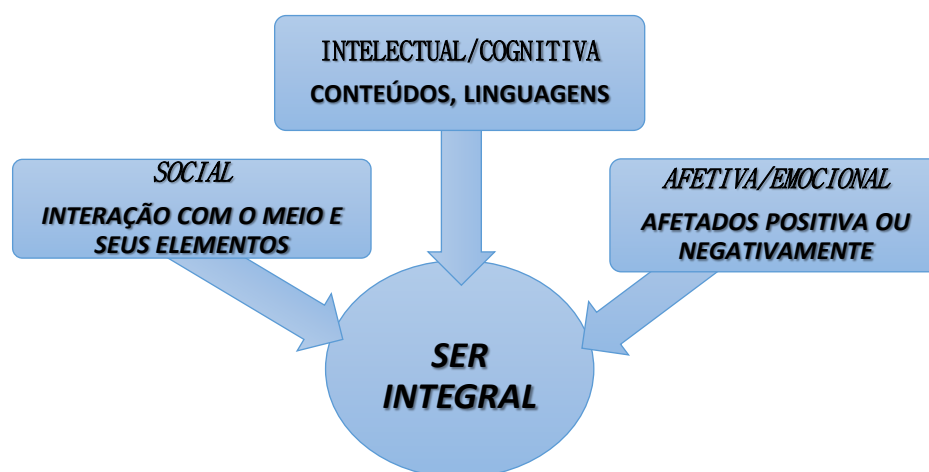 INTELECTUAL/COGNITIVA
CONTEÚDOS, LINGUAGENS
SOCIAL
INTERAÇÃO COM O MEIO E
SEUS ELEMENTOS
AFETIVA/EMOCIONAL
AFETADOS POSITIVA OU
NEGATIVAMENTE
SER
INTEGRAL